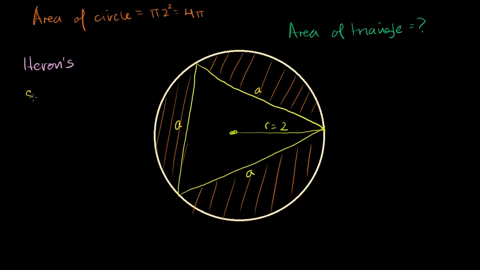 Area of circle = π2² = 4π
Area of triangle = ?
Heron's
S
a
a
r = 2
a